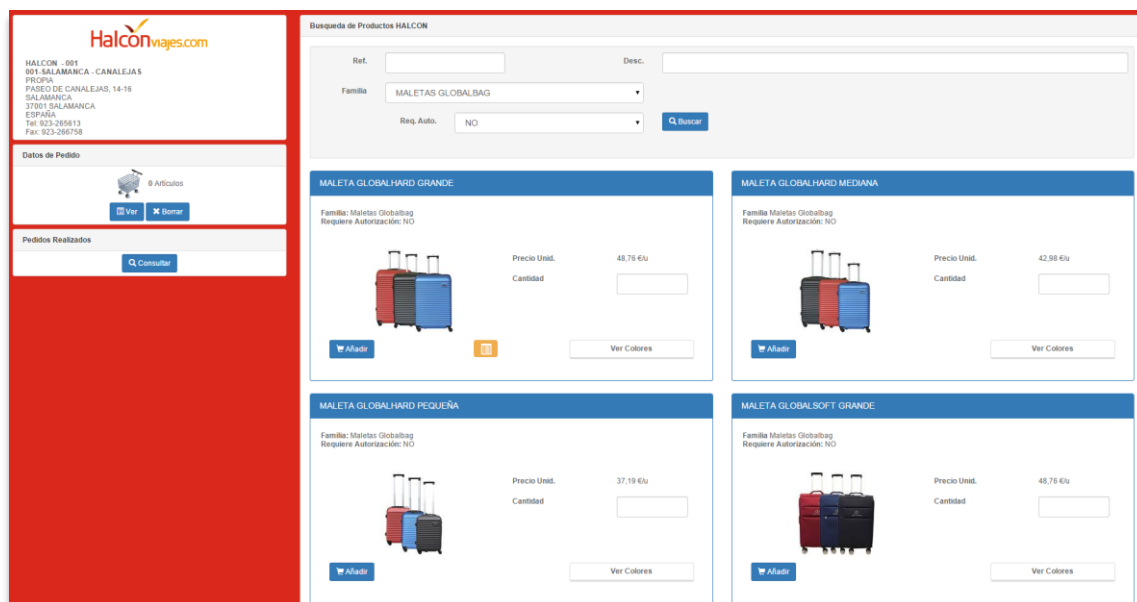 Halcónviajes.com
HALCON - 001
001-SALAMANCA - CANALEJAS
PROPIA
PASEO DE CANALEJAS, 14-16
SALAMANCA
37001 SALAMANCA
ESPAÑA
Tel: 923-265613
Fax: 923-266758
Datos de Pedido
0 Artículos
Ver
Borrar
Pedidos Realizados
Consultar
Busqueda de Productos HALCON
Ref.
Desc.
Familia
MALETAS GLOBALBAG
Req. Auto.
NO
Buscar
MALETA GLOBALHARD GRANDE
Familia: Maletas Globalbag
Requiere Autorización: NO
Precio Unid.
48,76 €/u
Cantidad
Añadir
Ver Colores
MALETA GLOBALHARD MEDIANA
Familia Maletas Globalbag
Requiere Autorización: NO
Precio Unid.
42,98 €/u
Cantidad
Añadir
Ver Colores
MALETA GLOBALHARD PEQUEÑA
Familia: Maletas Globalbag
Requiere Autorización: NO
Precio Unid.
37,19 €/u
Cantidad
Añadir
Ver Colores
MALETA GLOBALSOFT GRANDE
Familia Maletas Globalbag
Requiere Autorización: NO
Precio Unid.
48,76 €/u
Cantidad
Añadir
Ver Colores